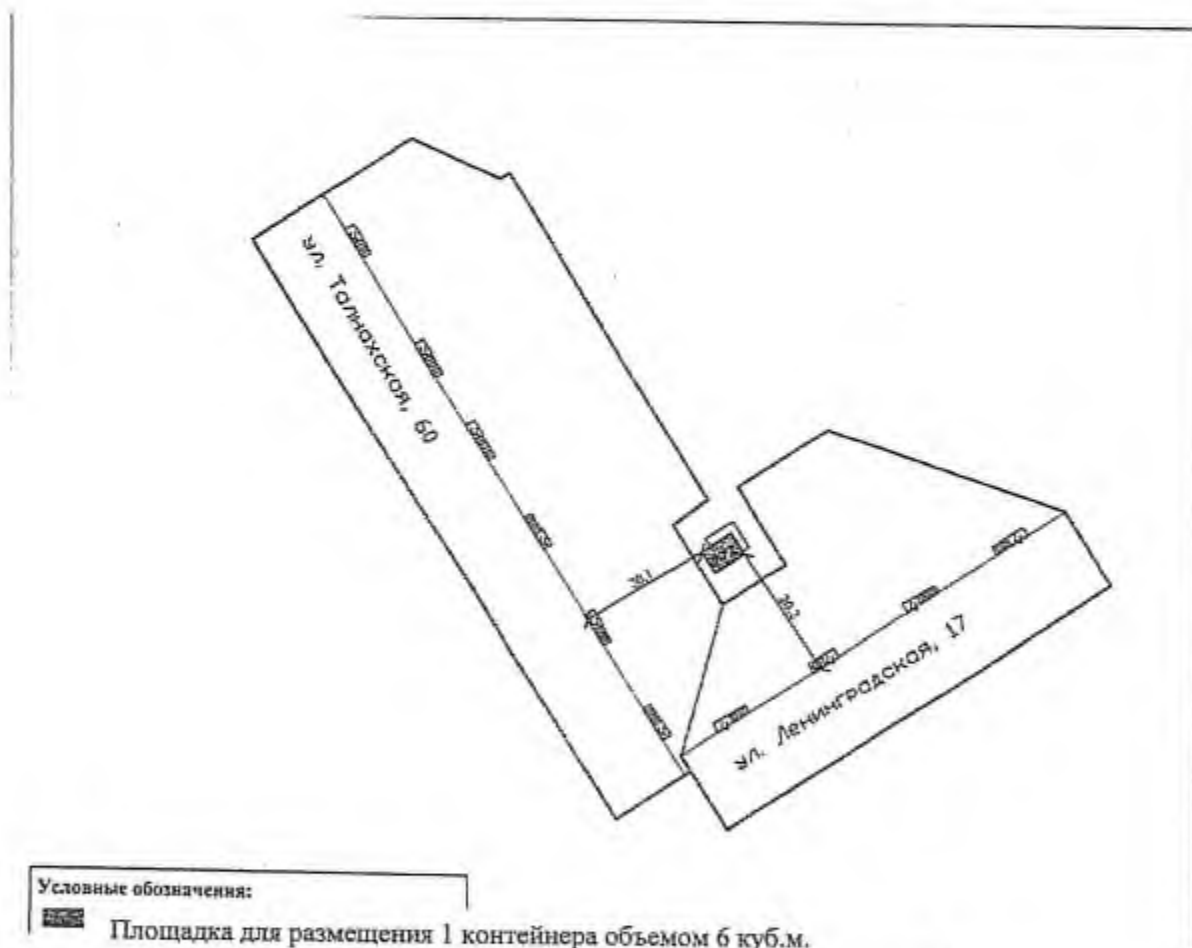 ул. Талнахская, 60
20,1
20,2
ул. Ленинградская, 17
Условные обозначения:
Площадка для размещения 1 контейнера объемом 6 куб.м.